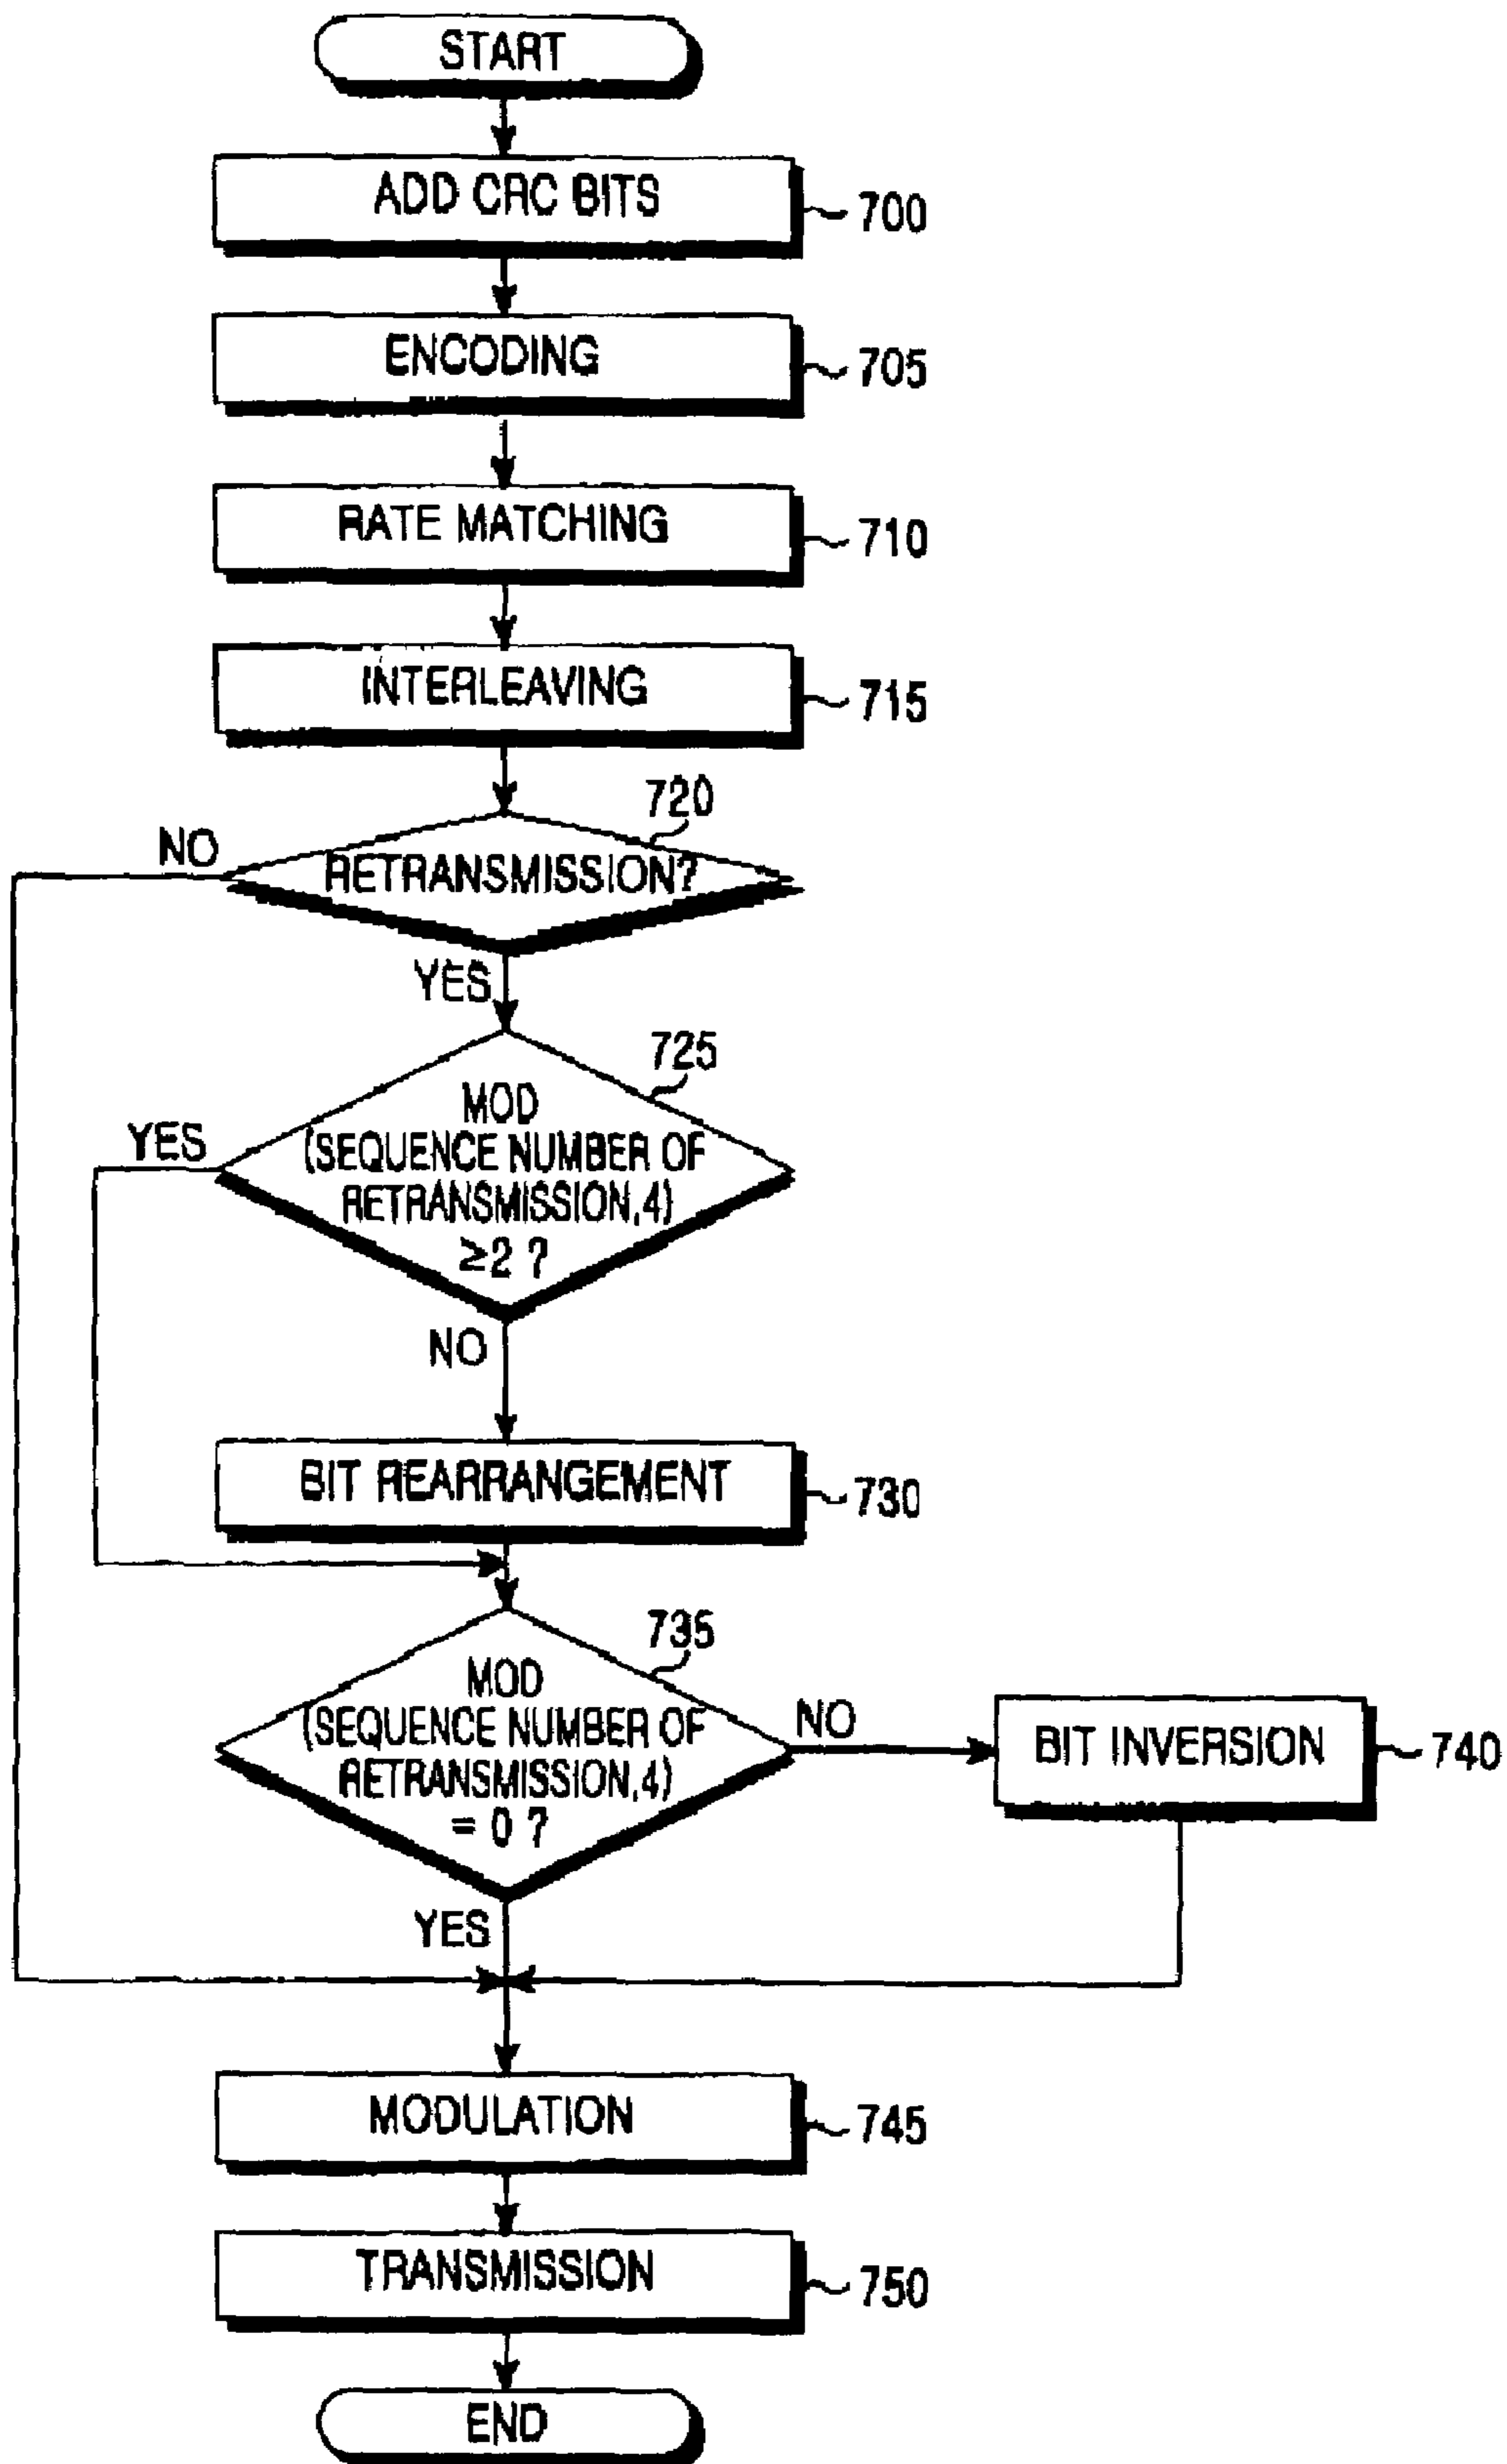 START
ADD CRC BITS
700
ENCODING
705
RATE MATCHING
710
INTERLEAVING
715
720
NO
RETRANSMISSION?
YES
725
YES
MOD
(SEQUENCE NUMBER OF
RETRANSMISSION,4)
≥2 ?
NO
BIT REARRANGEMENT
730
735
MOD
(SEQUENCE NUMBER OF
RETRANSMISSION,4)
= 0 ?
NO
BIT INVERSION
740
YES
MODULATION
745
TRANSMISSION
750
END